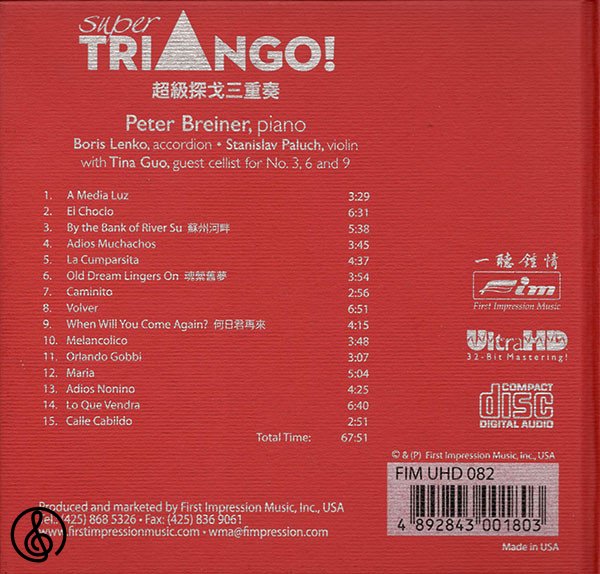 super
TRIANGO!
超級探戈三重奏
Peter Breiner, piano
Boris Lenko, accordion • Stanislav Paluch, violin
with Tina Guo, guest cellist for No. 3, 6 and 9
1. A Media Luz 3:29
2. El Choclo 6:31
3. By the Bank of River Su 蘇州河畔 5:38
4. Adios Muchachos 3:45
5. La Cumparsita 4:37
6. Old Dream Lingers On 魂縈舊夢 3:54
7. Caminito 2:56
8. Volver 6:51
9. When Will You Come Again? 何日君再來 4:15
10. Melancolico 3:48
11. Orlando Gobbi 3:07
12. Maria 5:04
13. Adios Nonino 4:25
14. Lo Que Vendra 6:40
15. Calle Cabildo 2:51
Total Time: 67:51
一聽鍾情
Fim
First Impression Music
UltraHD
32-Bit Mastering!
COMPACT
disc
DIGITAL AUDIO
© & (P) First Impression Music, Inc., USA
FIM UHD 082
4 892843 001803
Made in USA
Produced and marketed by First Impression Music, Inc., USA
Tel.: (425) 868 5326 • Fax: (425) 836 9061
www.firstimpressionmusic.com • wma@fimpression.com